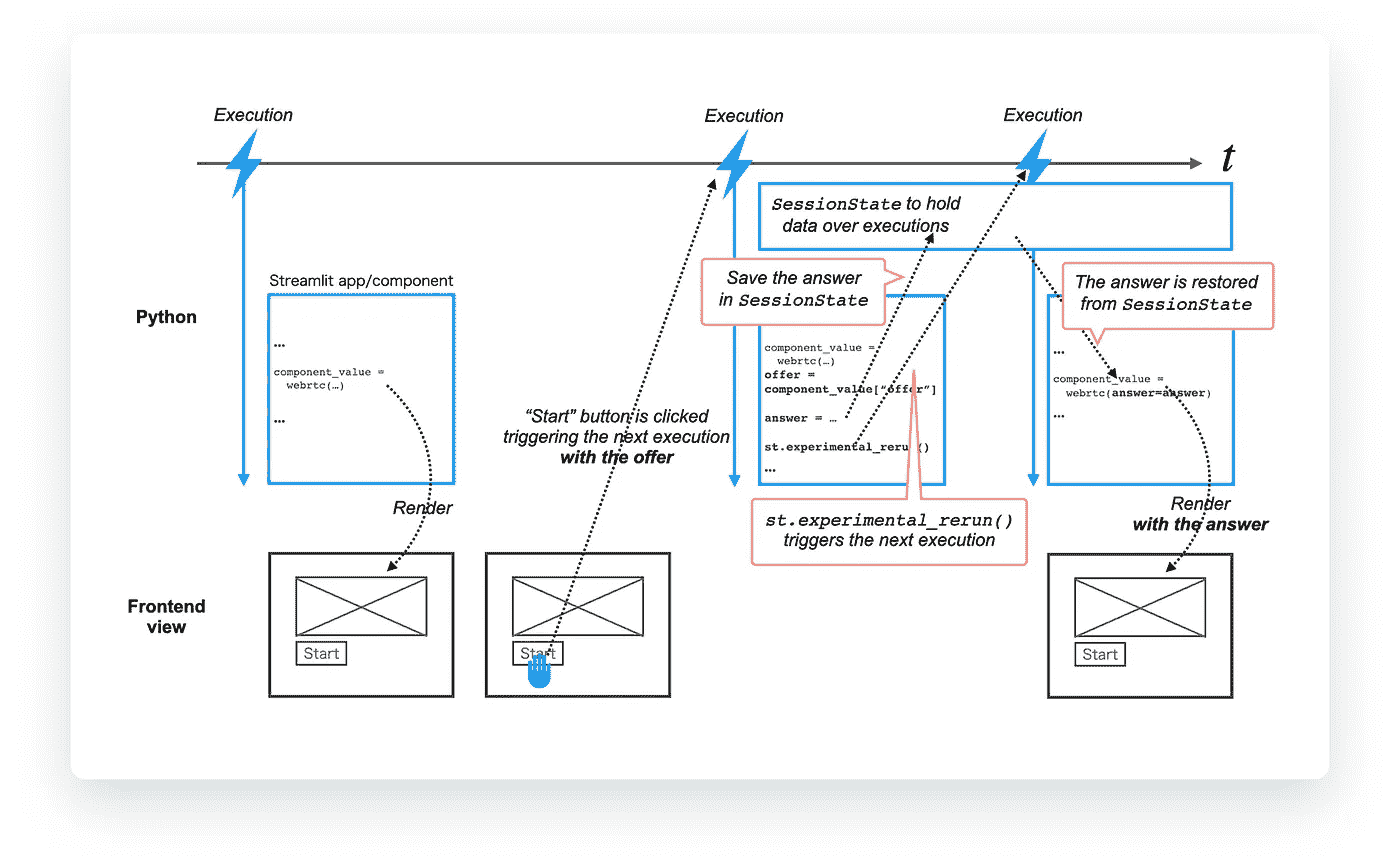 Execution
Execution
Execution
t
SessionState to hold
data over executions
Python
Streamlit app/component
...
component_value =
webrtc(…)
...
“Start” button is clicked
triggering the next execution
with the offer
Save the answer
in SessionState
component_value =
webrtc(…)
offer =
component_value[“offer”]
answer = …
st.experimental_rerun()
...
st.experimental_rerun()
triggers the next execution
The answer is restored
from SessionState
...
component_value =
webrtc(answer=answer)
...
Render
Render
with the answer
Frontend
view
Start
Start
Start